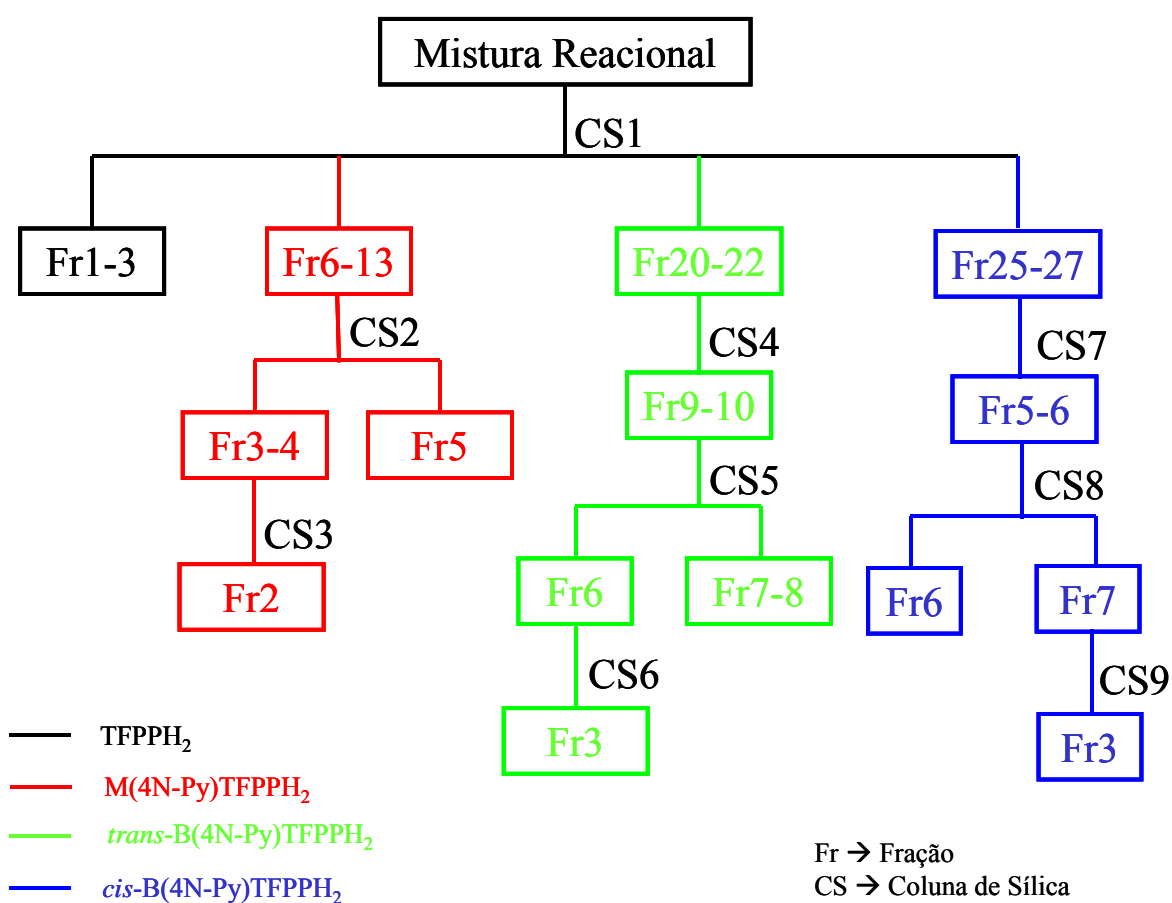 Mistura Reacional
CS1
Fr1-3
Fr6-13
Fr20-22
Fr25-27
CS2
CS4
CS7
Fr3-4
Fr5
Fr9-10
Fr5-6
CS3
CS5
CS8
Fr2
Fr6
Fr7-8
Fr6
Fr7
CS6
CS9
Fr3
Fr3
TFPPH₂
M(4N-Py)TFPPH₂
trans-B(4N-Py)TFPPH₂
cis-B(4N-Py)TFPPH₂
Fr → Fração
CS → Coluna de Sílica